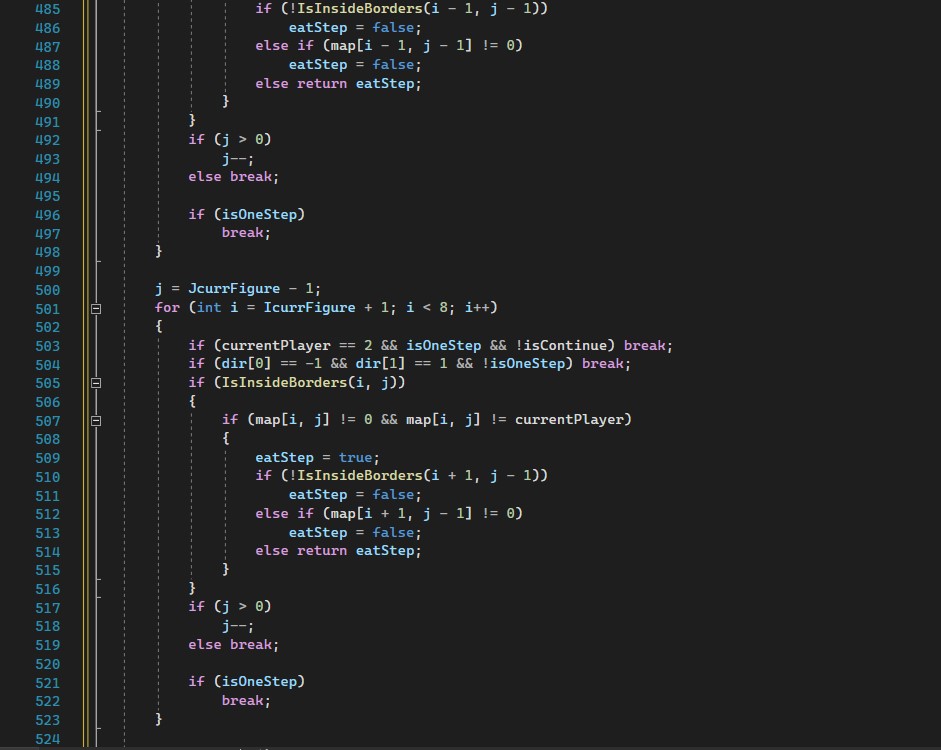 485 if (!IsInsideBorders(i - 1, j - 1))
486 eatStep = false;
487 else if (map[i - 1, j - 1] != 0)
488 eatStep = false;
489 else return eatStep;
490 }
491 }
492 if (j > 0)
493 j--;
494 else break;
495
496 if (isOneStep)
497 break;
498 }
499
500 j = JcurrFigure - 1;
501 for (int i = IcurrFigure + 1; i < 8; i++)
502 {
503 if (currentPlayer == 2 && isOneStep && !isContinue) break;
504 if (dir[0] == -1 && dir[1] == 1 && !isOneStep) break;
505 if (IsInsideBorders(i, j))
506 {
507 if (map[i, j] != 0 && map[i, j] != currentPlayer)
508 {
509 eatStep = true;
510 if (!IsInsideBorders(i + 1, j - 1))
511 eatStep = false;
512 else if (map[i + 1, j - 1] != 0)
513 eatStep = false;
514 else return eatStep;
515 }
516 }
517 if (j > 0)
518 j--;
519 else break;
520
521 if (isOneStep)
522 break;
523 }
524